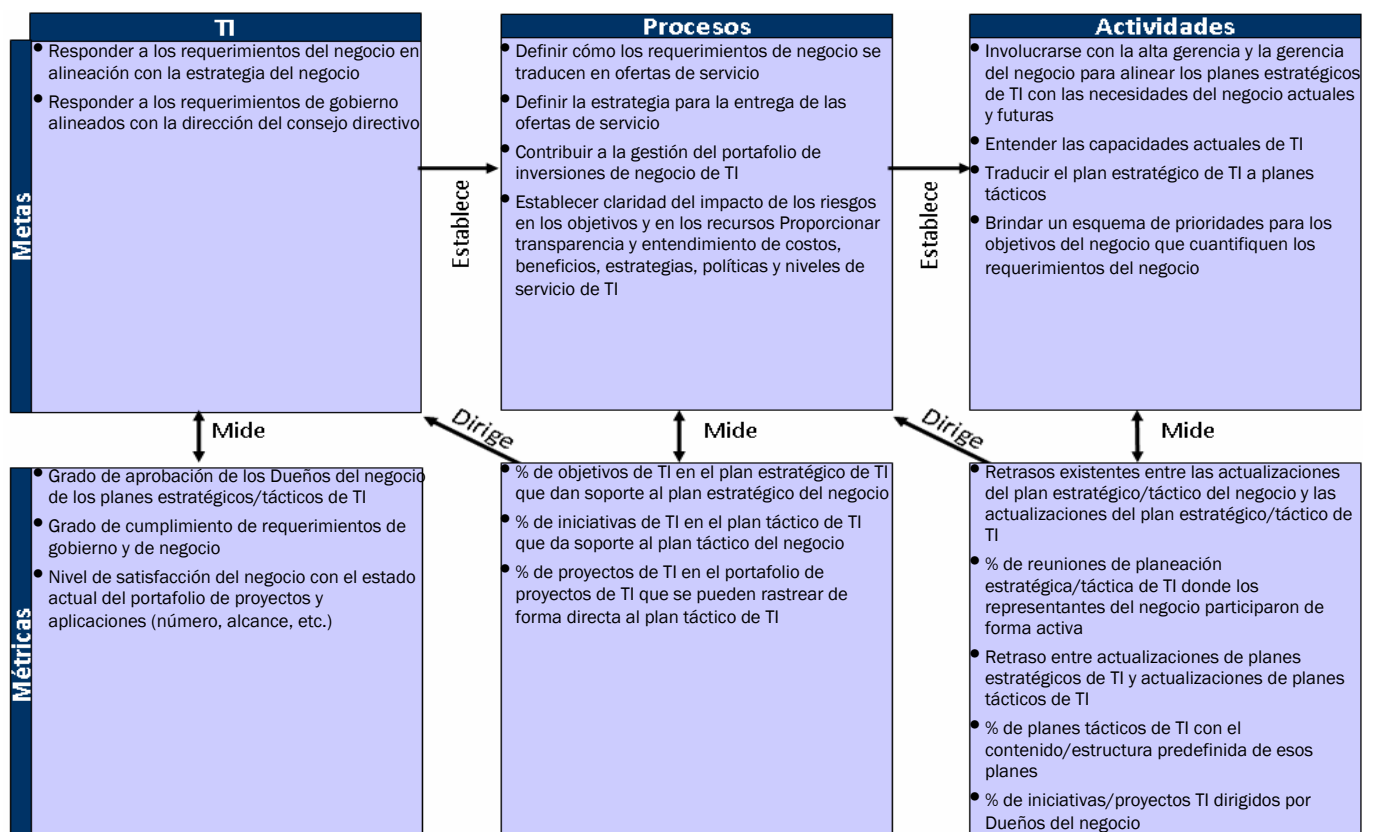 TI
Procesos
Actividades
Metas
• Responder a los requerimientos del negocio en
alineación con la estrategia del negocio
• Responder a los requerimientos de gobierno
alineados con la dirección del consejo directivo
Establece
• Definir cómo los requerimientos de negocio se
traducen en ofertas de servicio
• Definir la estrategia para la entrega de las
ofertas de servicio
• Contribuir a la gestión del portafolio de
inversiones de negocio de TI
• Establecer claridad del impacto de los riesgos
en los objetivos y en los recursos Proporcionar
transparencia y entendimiento de costos,
beneficios, estrategias, políticas y niveles de
servicio de TI
Establece
• Involucrarse con la alta gerencia y la gerencia
del negocio para alinear los planes estratégicos
de TI con las necesidades del negocio actuales
y futuras
• Entender las capacidades actuales de TI
• Traducir el plan estratégico de TI a planes
tácticos
• Brindar un esquema de prioridades para los
objetivos del negocio que cuantifiquen los
requerimientos del negocio
Mide
Dirige
Mide
Dirige
Mide
Métricas
• Grado de aprobación de los Dueños del negocio
de los planes estratégicos/tácticos de TI
• Grado de cumplimiento de requerimientos de
gobierno y de negocio
• Nivel de satisfacción del negocio con el estado
actual del portafolio de proyectos y
aplicaciones (número, alcance, etc.)
• % de objetivos de TI en el plan estratégico de TI
que dan soporte al plan estratégico del negocio
• % de iniciativas de TI en el plan táctico de TI
que da soporte al plan táctico del negocio
• % de proyectos de TI en el portafolio de
proyectos de TI que se pueden rastrear de
forma directa al plan táctico de TI
• Retrasos existentes entre las actualizaciones
del plan estratégico/táctico del negocio y las
actualizaciones del plan estratégico/táctico de
TI
• % de reuniones de planeación
estratégica/táctica de TI donde los
representantes del negocio participaron de
forma activa
• Retraso entre actualizaciones de planes
estratégicos de TI y actualizaciones de planes
tácticos de TI
• % de planes tácticos de TI con el
contenido/estructura predefinida de esos
planes
• % de iniciativas/proyectos TI dirigidos por
Dueños del negocio